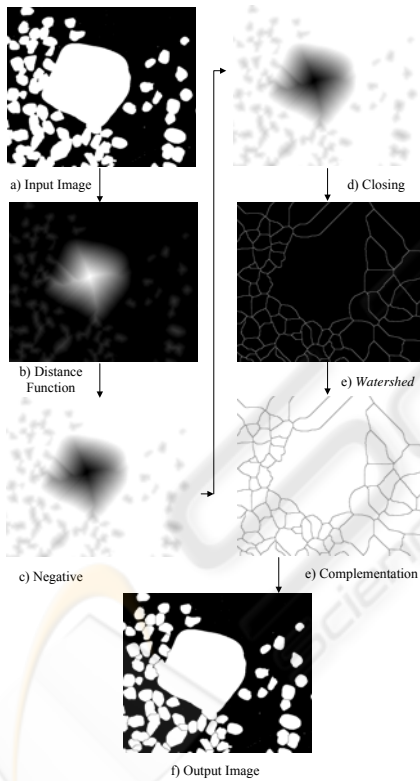 a) Input Image
b) Distance
Function
c) Negative
d) Closing
e) Watershed
e) Complementation
f) Output Image